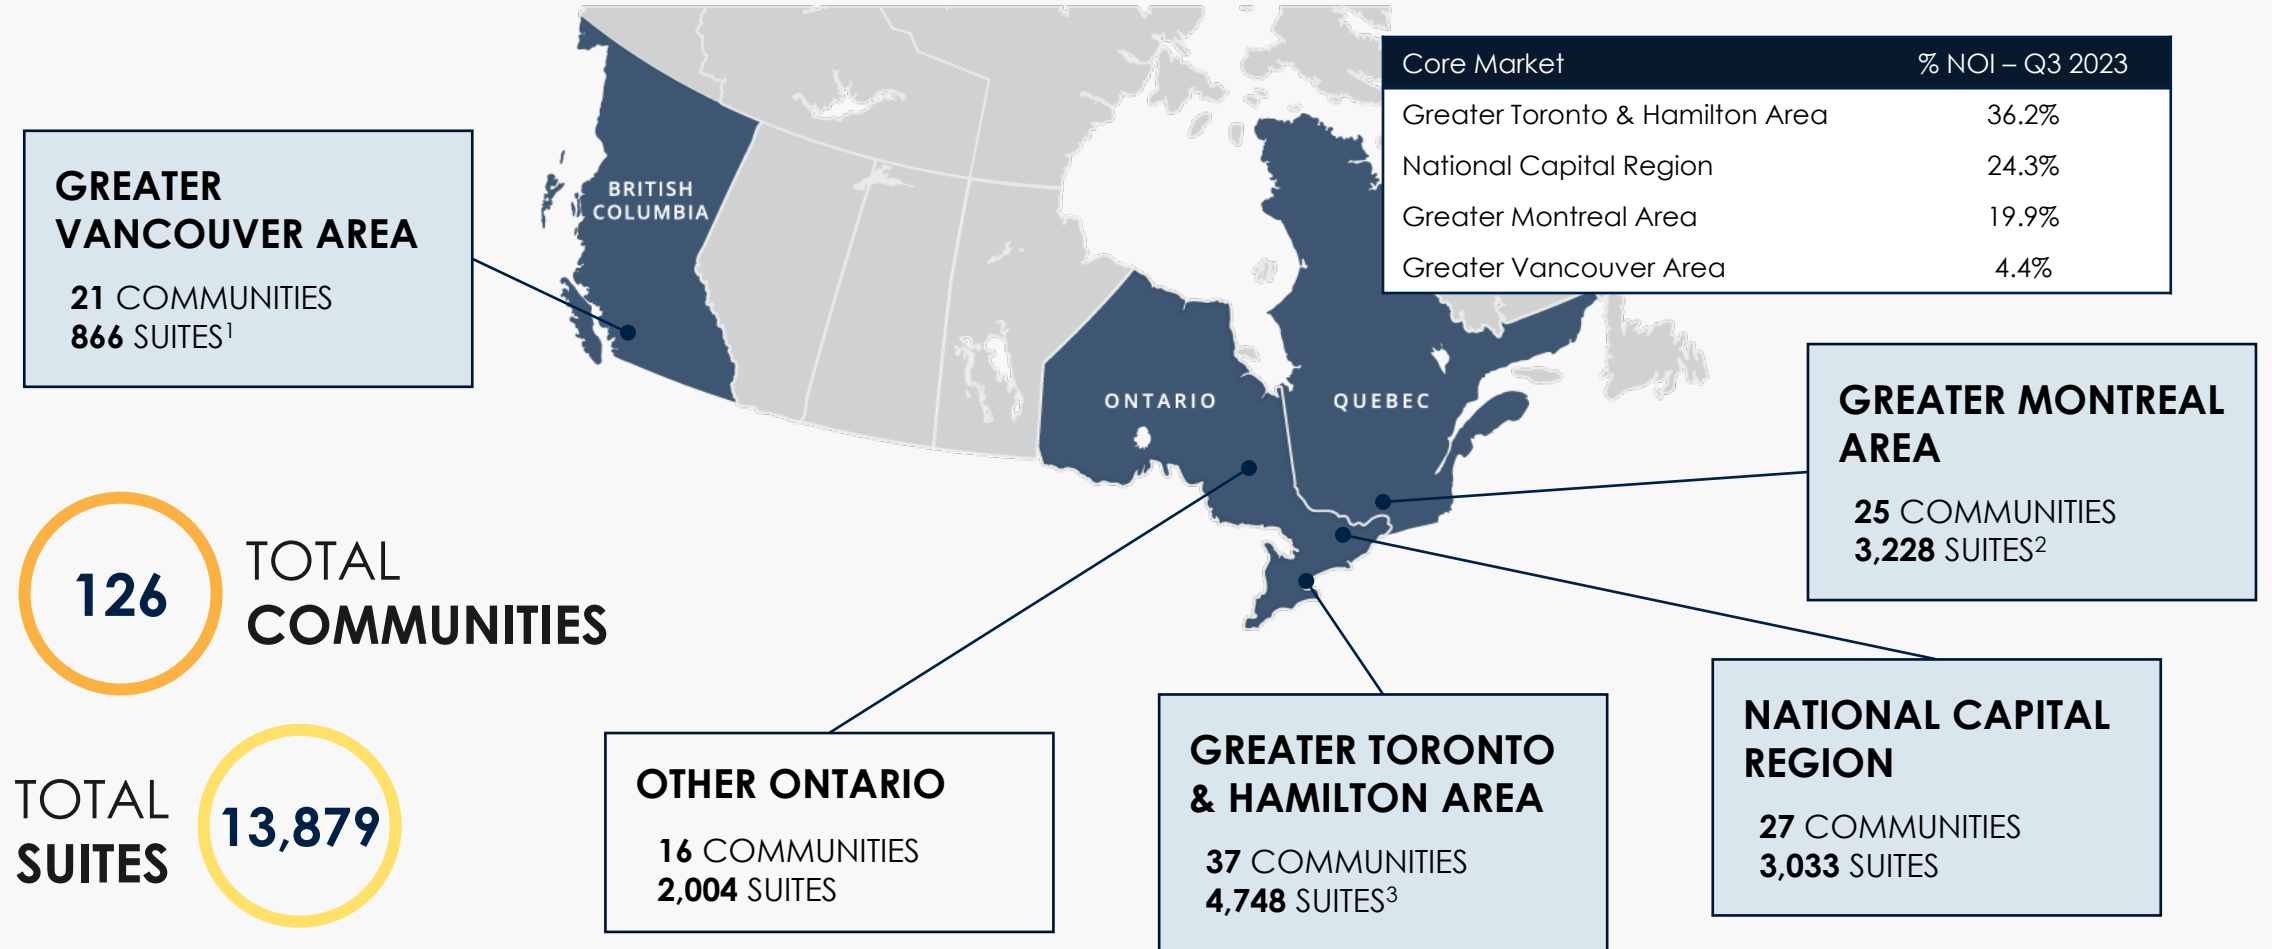 Core Market % NOI – Q3 2023
Greater Toronto & Hamilton Area 36.2%
National Capital Region 24.3%
Greater Montreal Area 19.9%
Greater Vancouver Area 4.4%
GREATER
VANCOUVER AREA
21 COMMUNITIES
866 SUITES¹
BRITISH
COLUMBIA
ONTARIO
QUEBEC
GREATER MONTREAL
AREA
25 COMMUNITIES
3,228 SUITES²
126
TOTAL
COMMUNITIES
TOTAL
SUITES
13,879
OTHER ONTARIO
16 COMMUNITIES
2,004 SUITES
GREATER TORONTO
& HAMILTON AREA
37 COMMUNITIES
4,748 SUITES³
NATIONAL CAPITAL
REGION
27 COMMUNITIES
3,033 SUITES